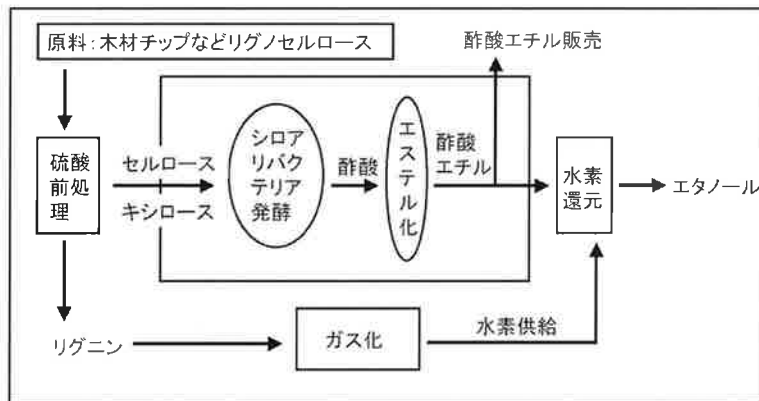 原料:木材チップなどリグノセルロース
酢酸エチル販売
硫酸
前処
理
セルロース
キシロース
シロア
リバク
テリア
発酵
酢酸
エステル化
酢酸
エチル
水素
還元
エタノール
リグニン
ガス化
水素供給